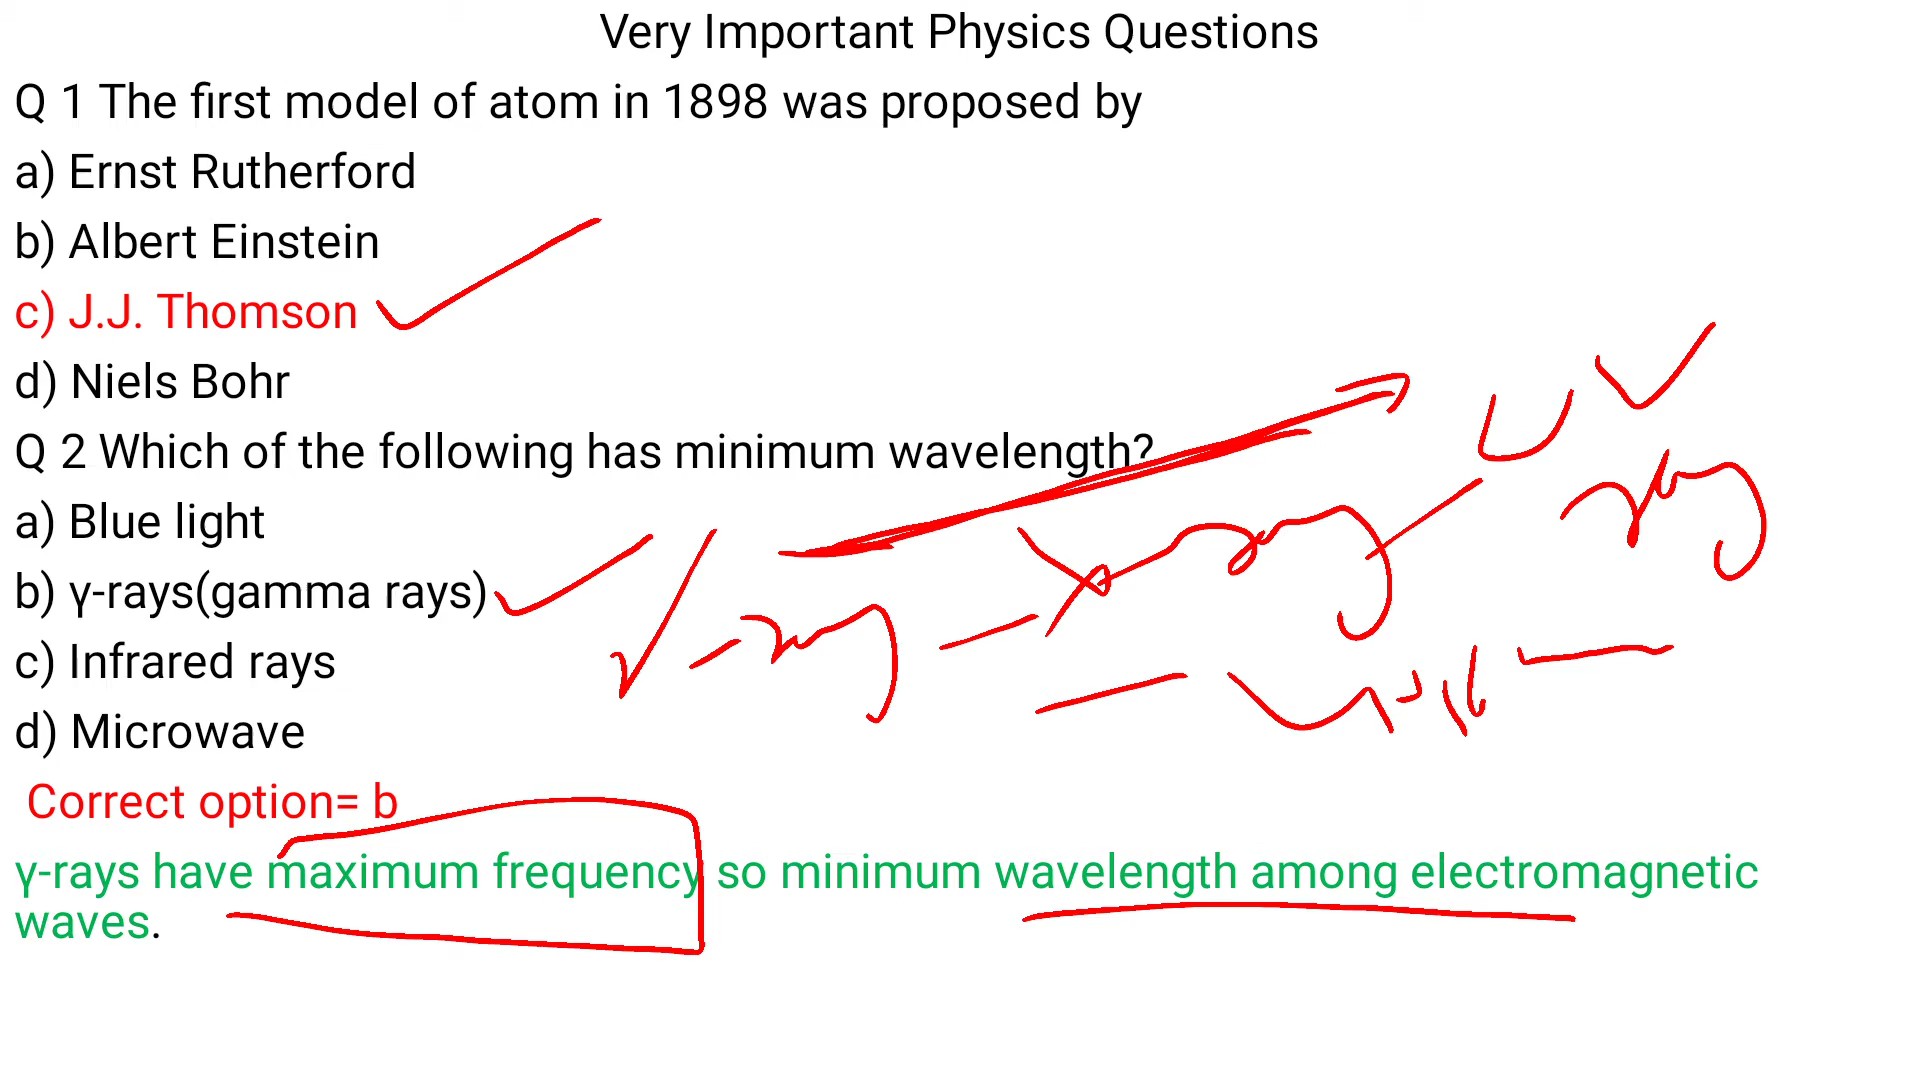 Very Important Physics Questions
Q 1 The first model of atom in 1898 was proposed by
a) Ernst Rutherford
b) Albert Einstein
c) J.J. Thomson
d) Niels Bohr
Q 2 Which of the following has minimum wavelength?
a) Blue light
b) γ-rays(gamma rays)
c) Infrared rays
d) Microwave
Correct option= b
γ-rays have maximum frequency so minimum wavelength among electromagnetic
waves.